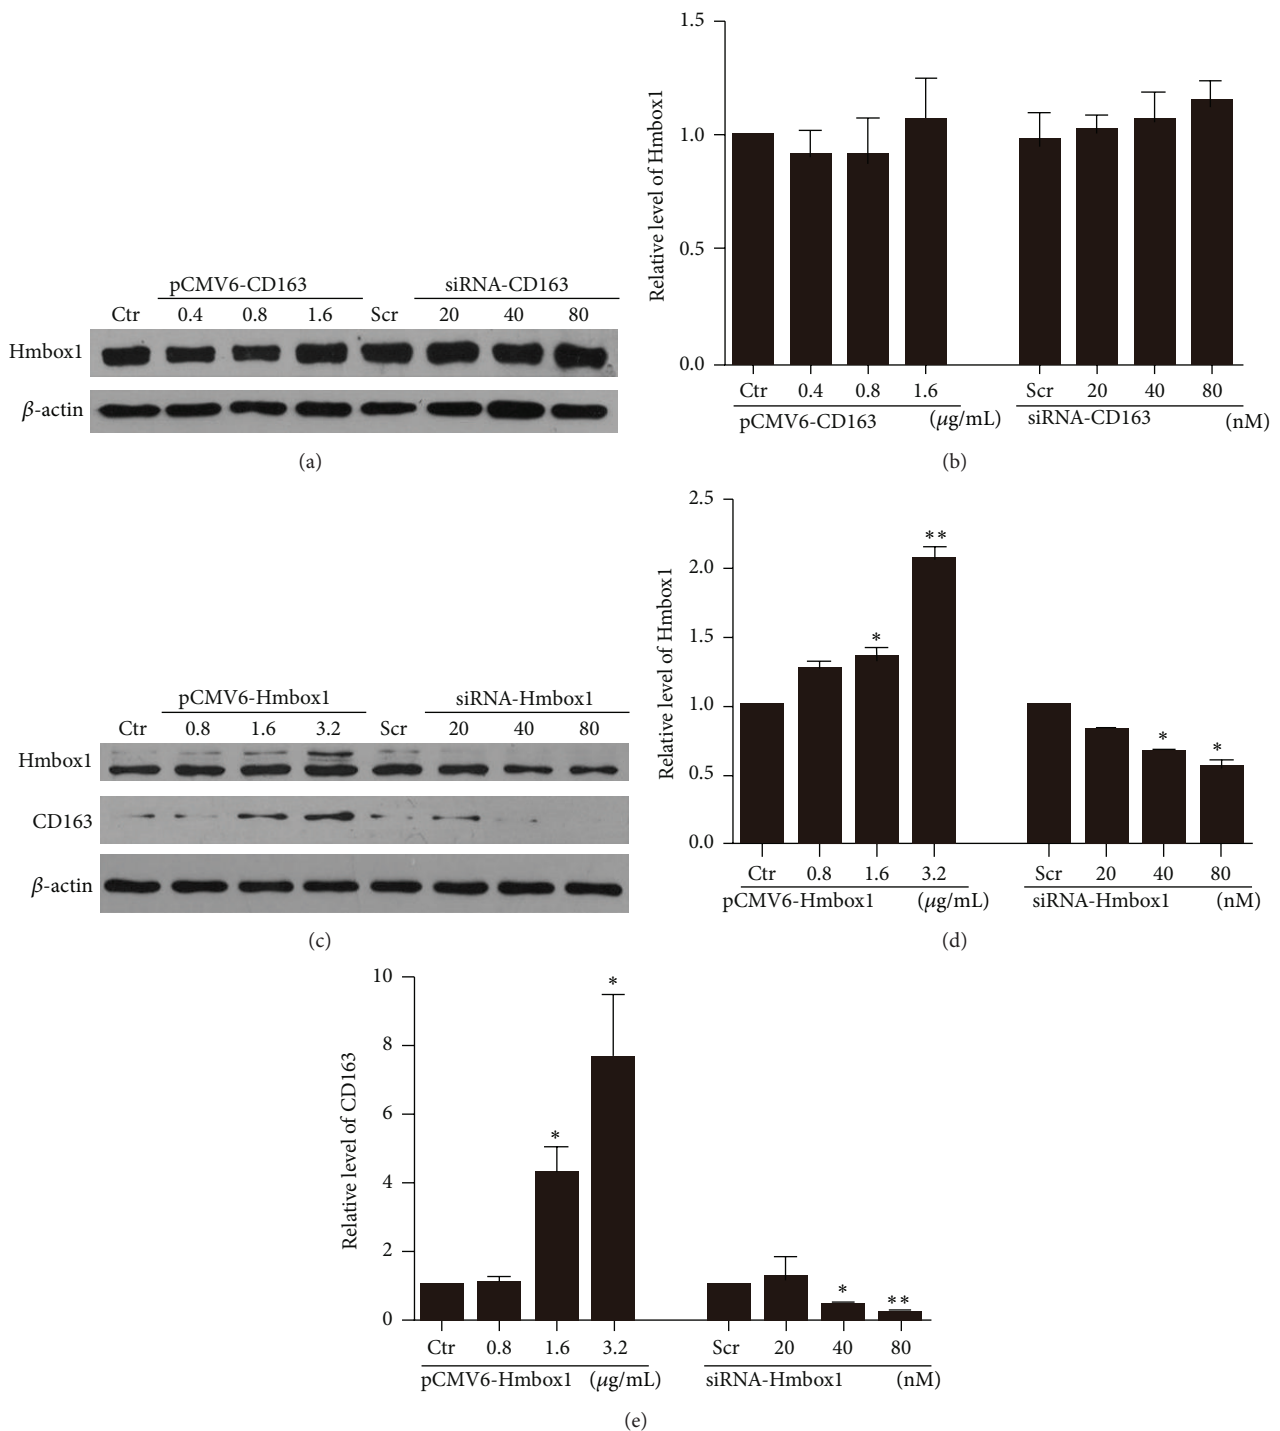 pCMV6-CD163 siRNA-CD163
Ctr 0.4 0.8 1.6 Scr 20 40 80
Hmbox1
β-actin
(a)
Relative level of Hmbox1
1.5
1.0
0.5
0.0
Ctr 0.4 0.8 1.6 Scr 20 40 80
pCMV6-CD163 (μg/mL) siRNA-CD163 (nM)
(b)
pCMV6-Hmbox1 siRNA-Hmbox1
Ctr 0.8 1.6 3.2 Scr 20 40 80
Hmbox1
CD163
β-actin
(c)
Relative level of Hmbox1
2.5
2.0
1.5
1.0
0.5
0.0
* ** * *
Ctr 0.8 1.6 3.2 Scr 20 40 80
pCMV6-Hmbox1 (μg/mL) siRNA-Hmbox1 (nM)
(d)
Relative level of CD163
10
8
6
4
2
0
* * * **
Ctr 0.8 1.6 3.2 Scr 20 40 80
pCMV6-Hmbox1 (μg/mL) siRNA-Hmbox1 (nM)
(e)